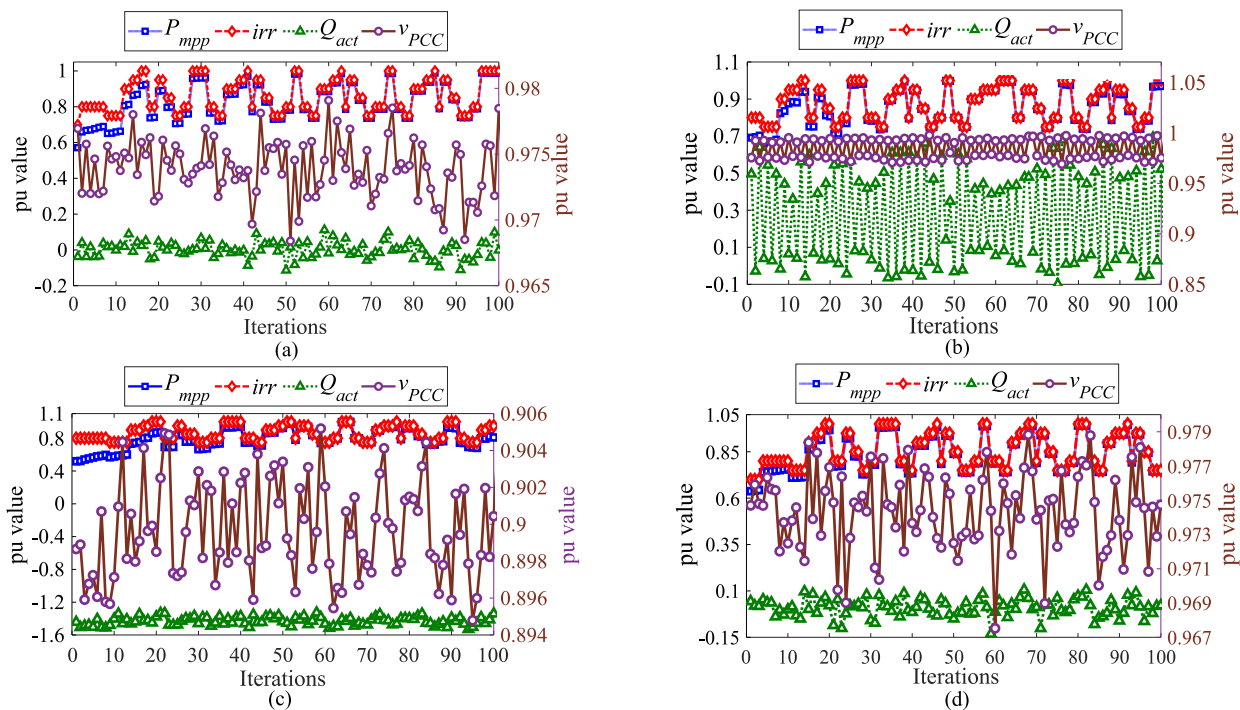 (a)
P_mpp irr Q_act v_PCC
1
0.8
0.6
0.4
0.2
0
-0.2
pu value
0.98
0.975
0.97
0.965
pu value
0 10 20 30 40 50 60 70 80 90 100
Iterations
(a)
(b)
P_mpp irr Q_act v_PCC
1.1
0.9
0.7
0.5
0.3
0.1
-0.1
pu value
1.05
1
0.95
0.9
0.85
pu value
0 10 20 30 40 50 60 70 80 90 100
Iterations
(b)
(c)
P_mpp irr Q_act v_PCC
1.1
0.8
0.4
0
-0.4
-0.8
-1.2
-1.6
pu value
0.906
0.904
0.902
0.9
0.898
0.896
0.894
pu value
0 10 20 30 40 50 60 70 80 90 100
Iterations
(c)
(d)
P_mpp irr Q_act v_PCC
1.05
0.85
0.6
0.35
0.1
-0.15
pu value
0.979
0.977
0.975
0.973
0.971
0.969
0.967
pu value
0 10 20 30 40 50 60 70 80 90 100
Iterations
(d)